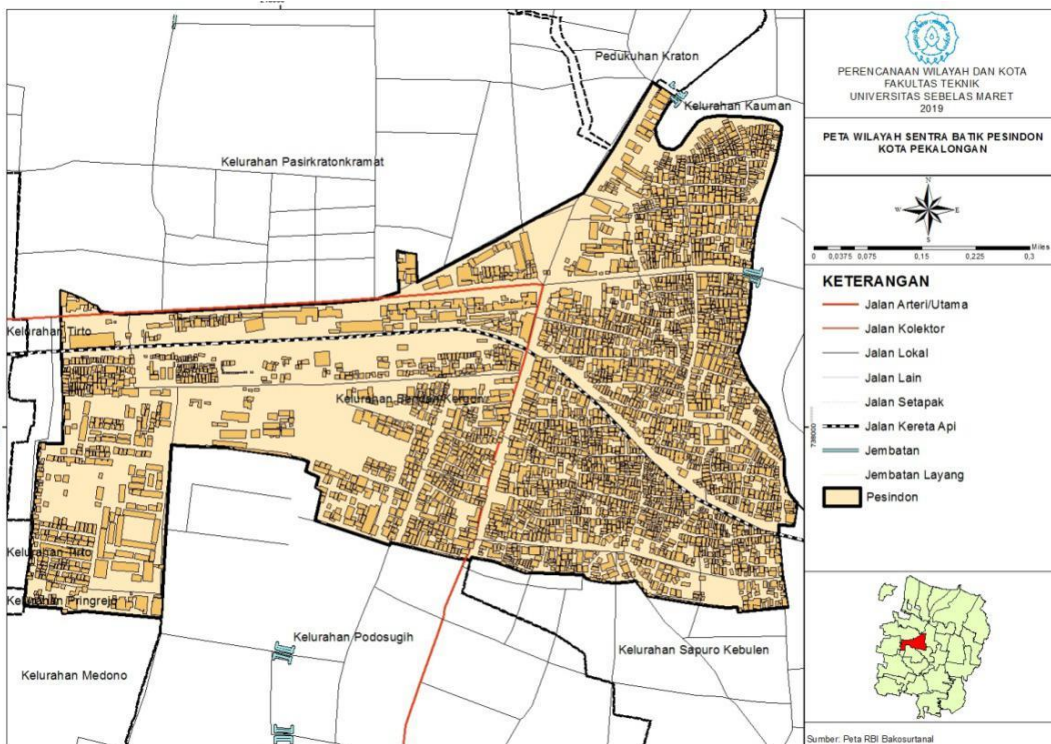 Pedukuhan Kraton
Kelurahan Kauman
Kelurahan Pasirkratonkramat
Kelurahan Tirto
Kelurahan Tirto
Kelurahan Pringrejo
Kelurahan Medono
Kelurahan Podosugih
Kelurahan Sapuro Kebulen
PERENCANAAN WILAYAH DAN KOTA
FAKULTAS TEKNIK
UNIVERSITAS SEBELAS MARET
2019
PETA WILAYAH SENTRA BATIK PESINDON
KOTA PEKALONGAN
N
W E
S
Miles
0 0,0375 0,075 0,15 0,225 0,3
KETERANGAN
Jalan Arteri/Utama
Jalan Kolektor
Jalan Lokal
Jalan Lain
Jalan Setapak
Jalan Kereta Api
Jembatan
Jembatan Layang
Pesindon
Sumber: Peta RBI Bakosurtanal